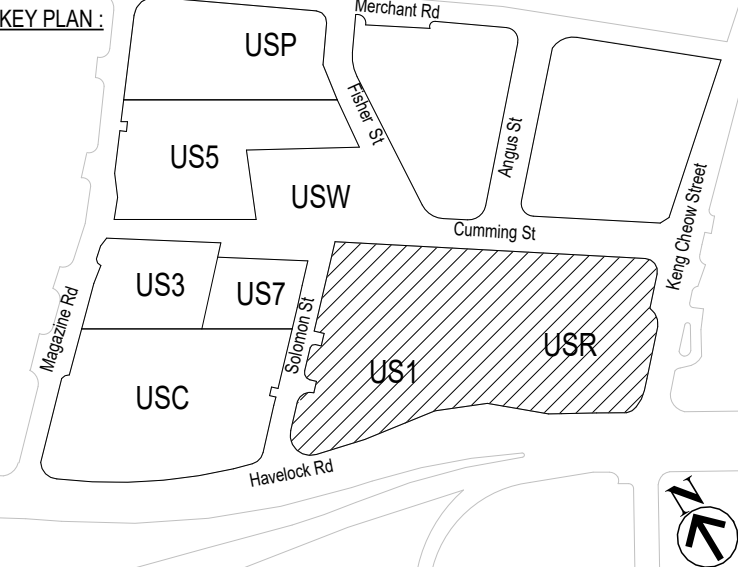 KEY PLAN :
Merchant Rd
USP
Fisher St
Angus St
US5
USW
Keng Cheow Street
Cumming St
US3
US7
Magazine Rd
Solomon St
US1
USR
USC
Havelock Rd
N